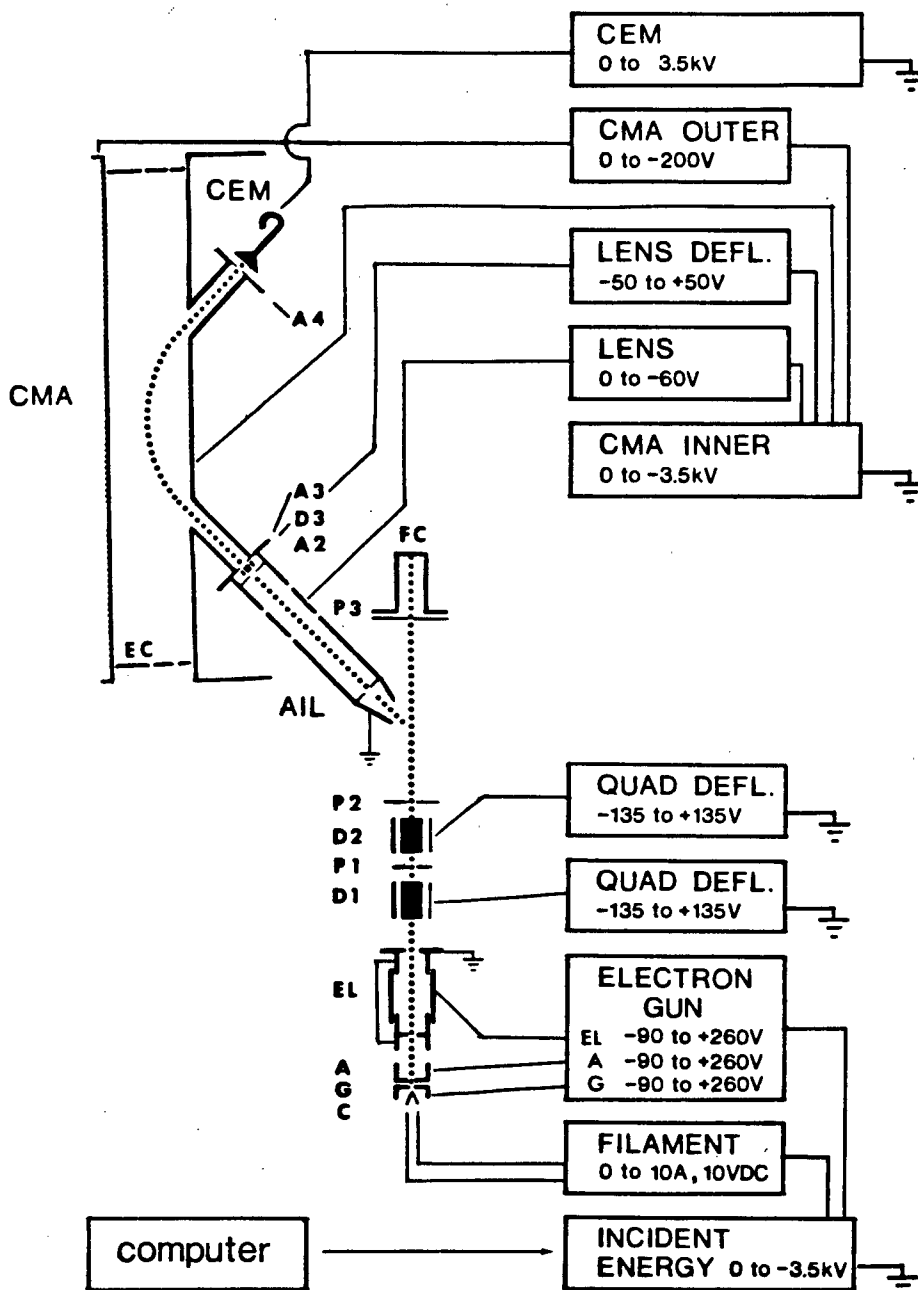 CEM
0 to 3.5kV
CMA OUTER
0 to -200V
CEM
LENS DEFL.
-50 to +50V
A4
LENS
0 to -60V
CMA
CMA INNER
0 to -3.5kV
A3
D3
A2
FC
P3
EC
AIL
P2
D2
P1
D1
QUAD DEFL.
-135 to +135V
QUAD DEFL.
-135 to +135V
EL
A
G
C
ELECTRON
GUN
EL -90 to +260V
A -90 to +260V
G -90 to +260V
FILAMENT
0 to 10A, 10VDC
computer
INCIDENT
ENERGY 0 to -3.5kV